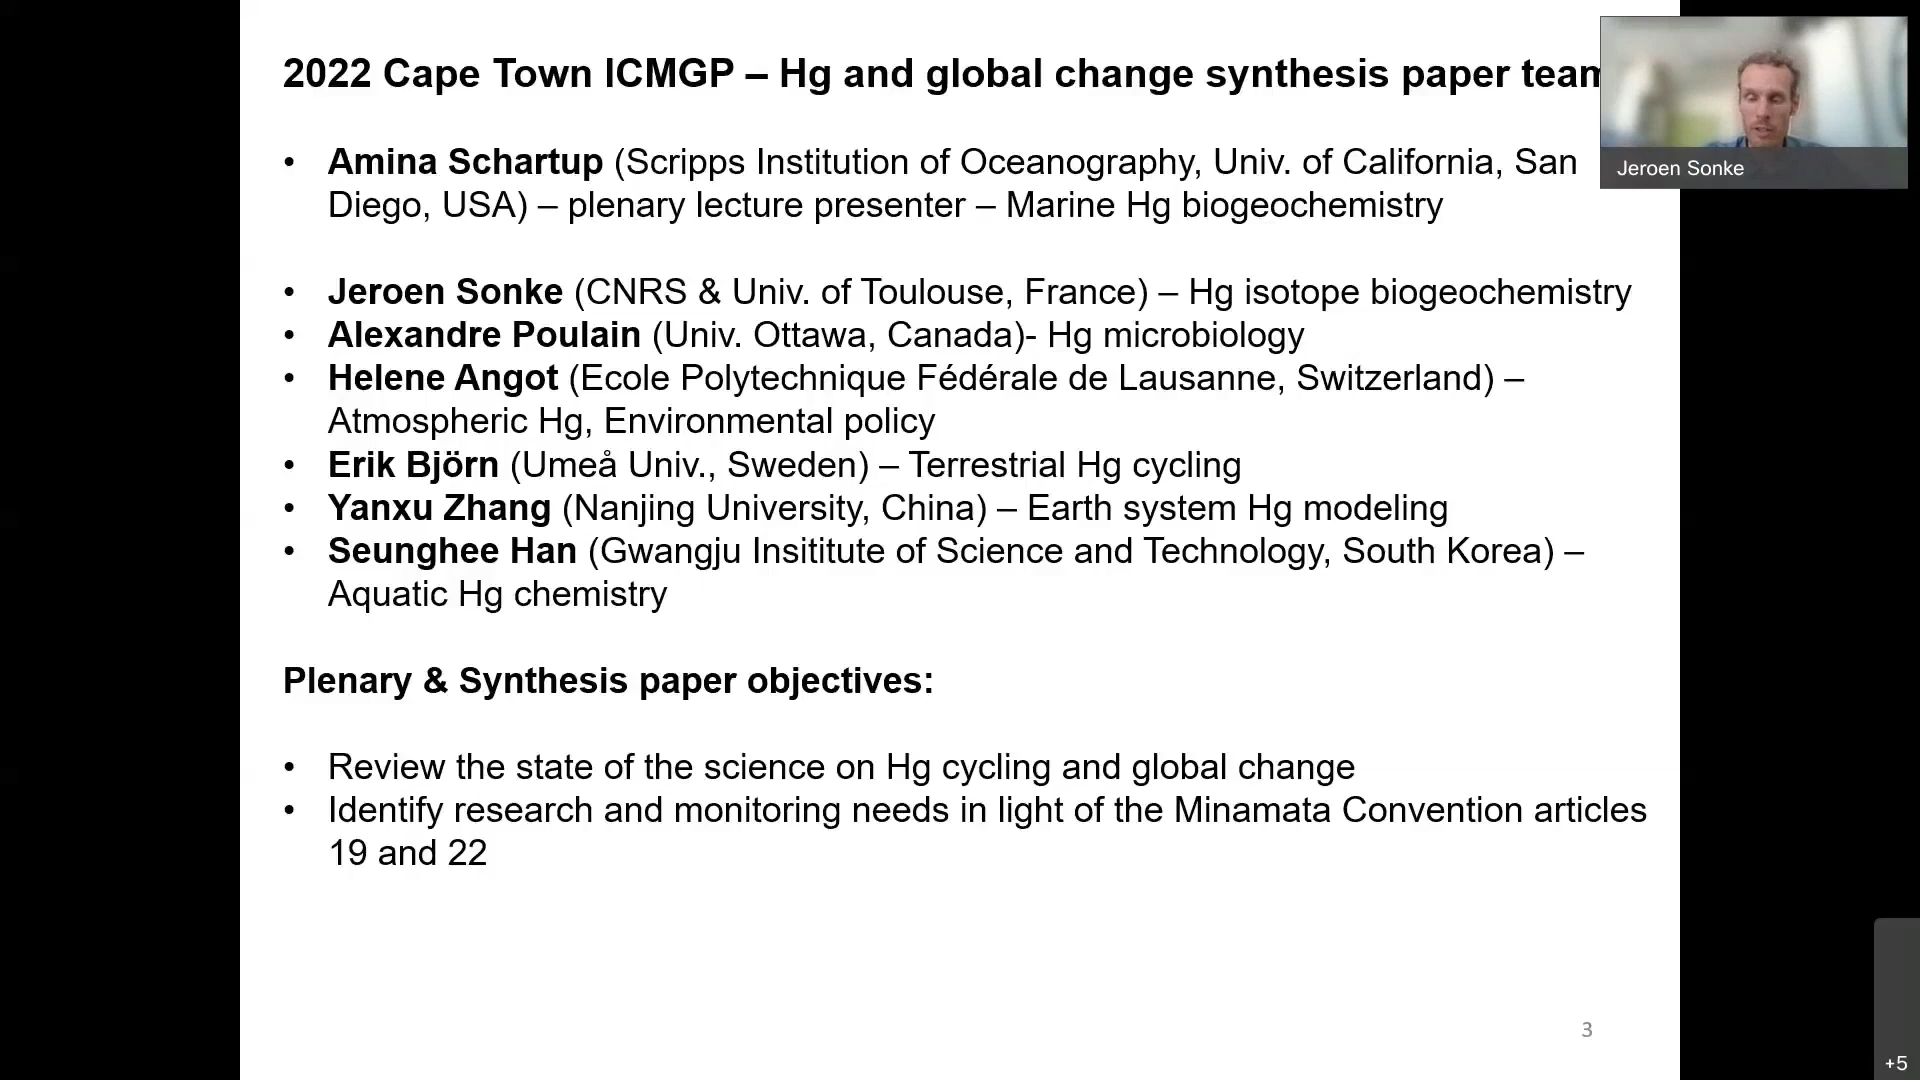 2022 Cape Town ICMGP – Hg and global change synthesis paper team
Jeroen Sonke
• Amina Schartup (Scripps Institution of Oceanography, Univ. of California, San
Diego, USA) – plenary lecture presenter – Marine Hg biogeochemistry
• Jeroen Sonke (CNRS & Univ. of Toulouse, France) – Hg isotope biogeochemistry
• Alexandre Poulain (Univ. Ottawa, Canada)- Hg microbiology
• Helene Angot (Ecole Polytechnique Fédérale de Lausanne, Switzerland) –
Atmospheric Hg, Environmental policy
• Erik Björn (Umeå Univ., Sweden) – Terrestrial Hg cycling
• Yanxu Zhang (Nanjing University, China) – Earth system Hg modeling
• Seunghee Han (Gwangju Insititute of Science and Technology, South Korea) –
Aquatic Hg chemistry
Plenary & Synthesis paper objectives:
• Review the state of the science on Hg cycling and global change
• Identify research and monitoring needs in light of the Minamata Convention articles
19 and 22
3
+5